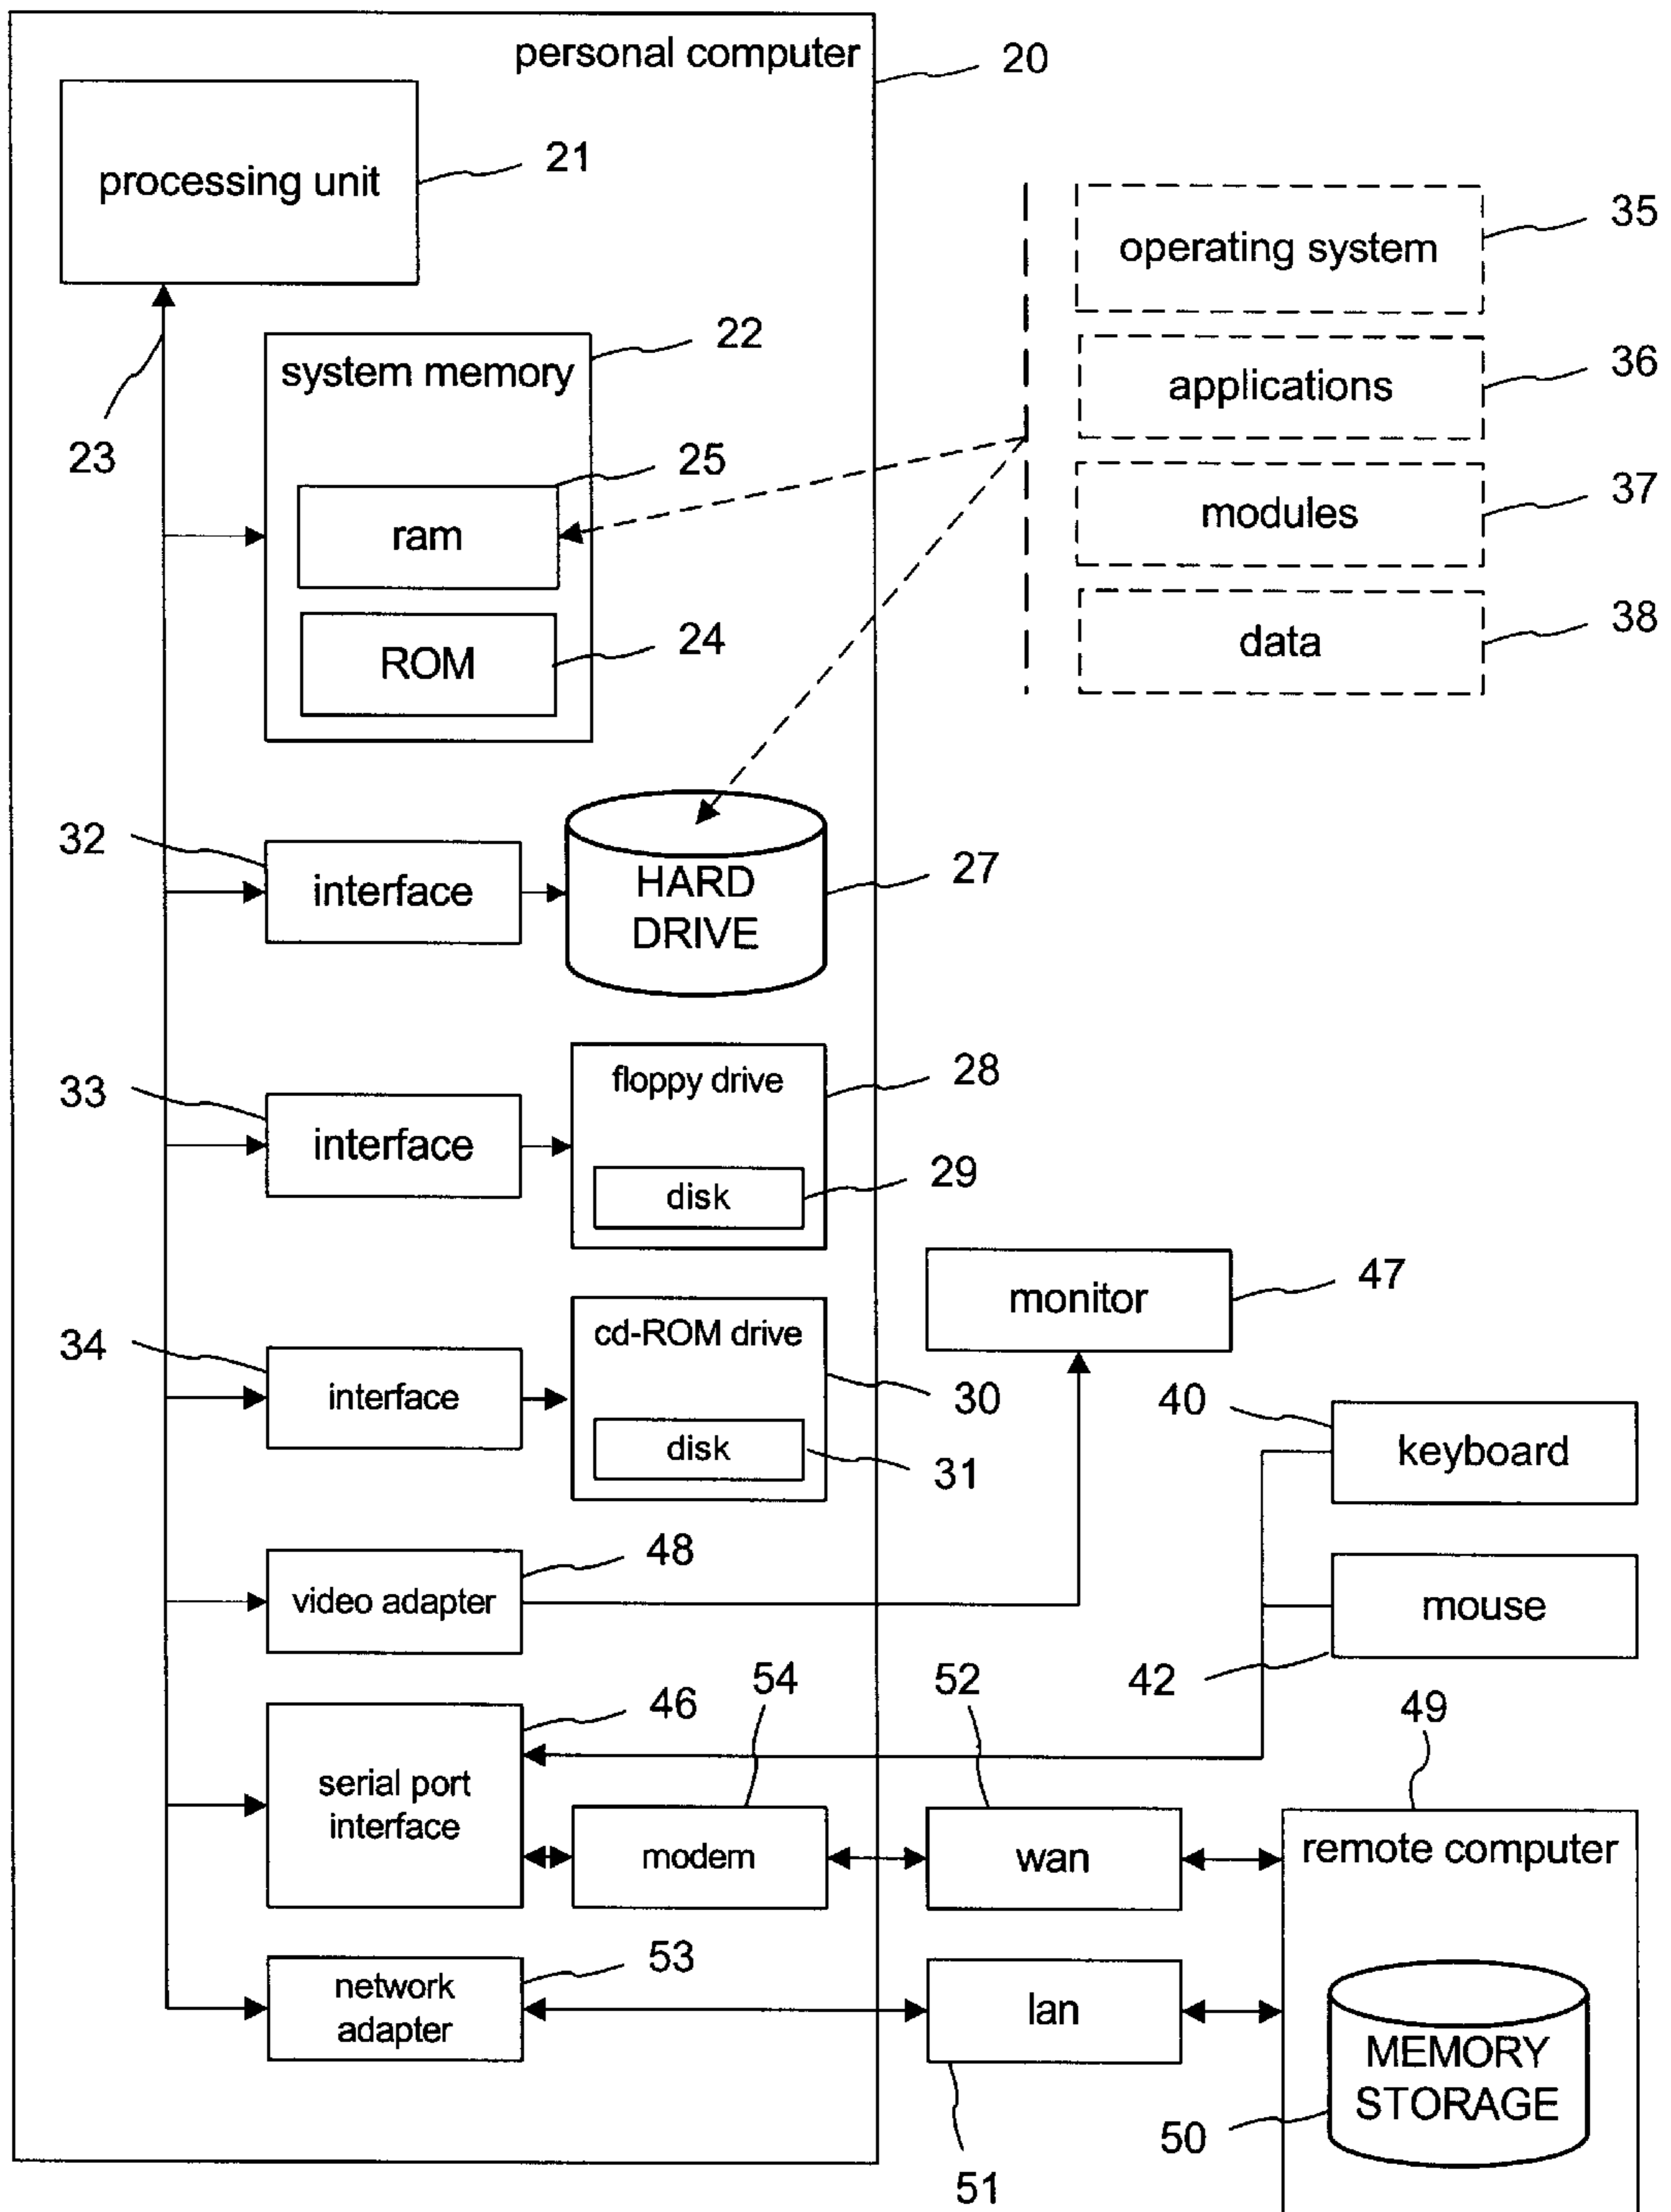 personal computer
20
processing unit
21
operating system
35
22
system memory
applications
36
23
25
ram
modules
37
24
ROM
data
38
32
interface
HARD
DRIVE
27
33
interface
floppy drive
28
disk
29
monitor
47
34
interface
cd-ROM drive
30
disk
31
40
keyboard
video adapter
48
mouse
42
46
serial port
interface
54
modem
52
wan
49
remote computer
network
adapter
53
lan
51
MEMORY
STORAGE
50